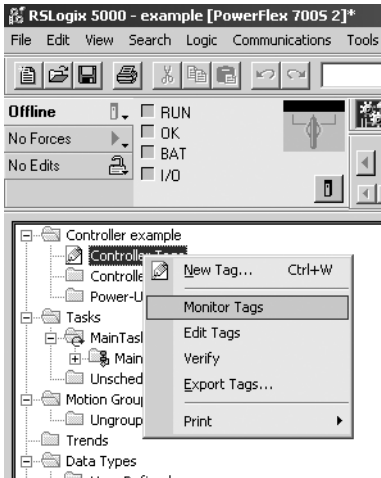 RSLogix 5000 - example [PowerFlex 700S 2]*
File Edit View Search Logic Communications Tools
Offline
RUN
No Forces
OK
No Edits
BAT
I/O
Controller example
Controller Tags
Controlle
Power-U
Tasks
MainTas
Main
Unsched
Motion Grou
Ungroup
Trends
Data Types
New Tag... Ctrl+W
Monitor Tags
Edit Tags
Verify
Export Tags...
Print